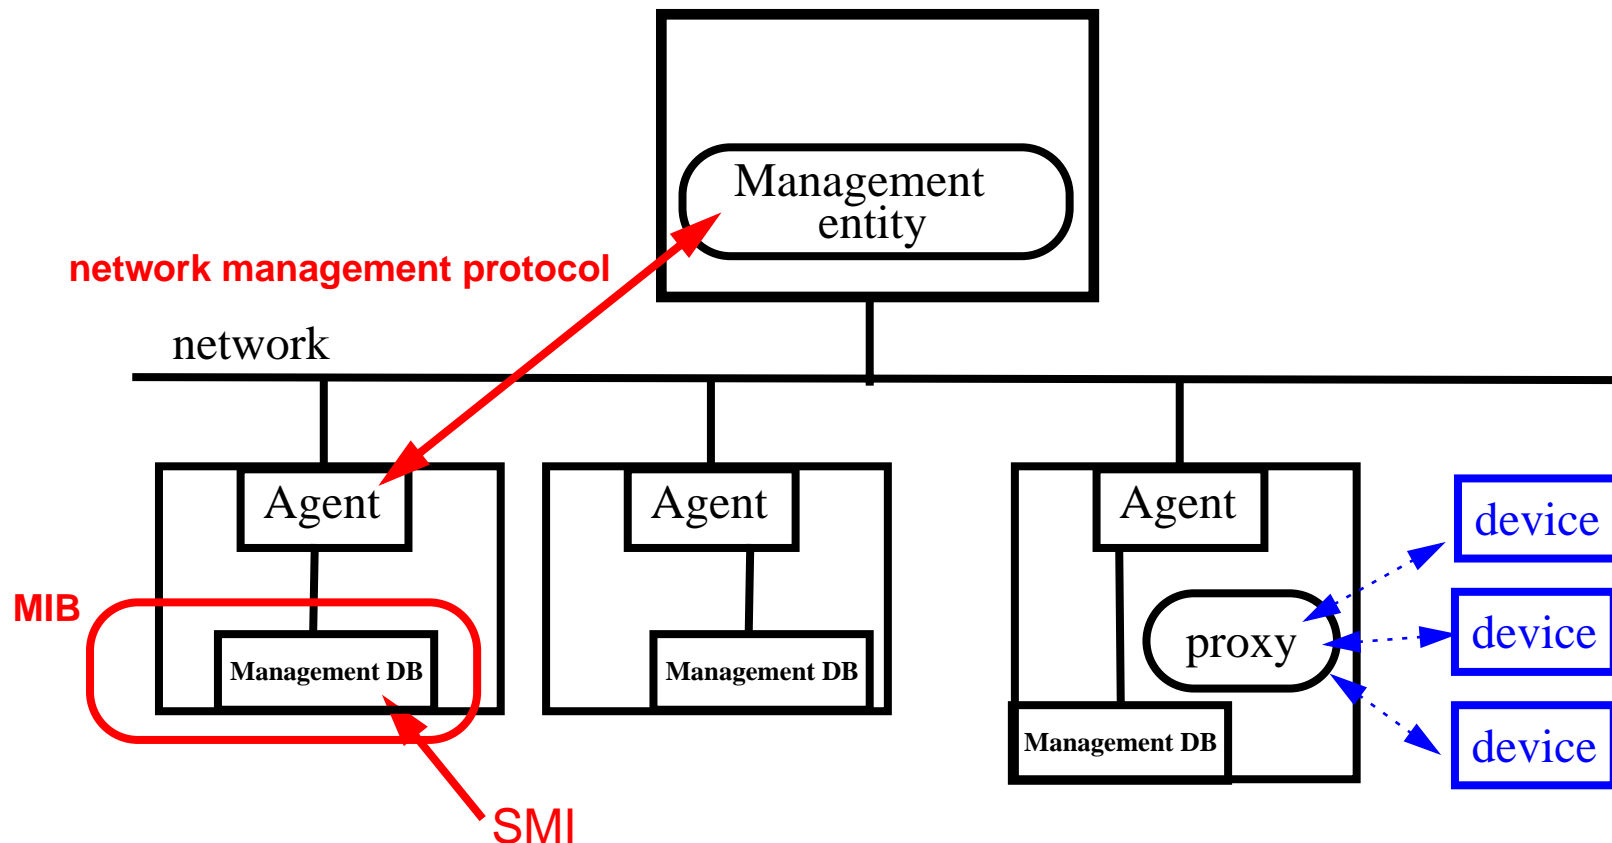 Management
entity
network management protocol
network
Agent
Agent
Agent
device
MIB
proxy
device
Management DB
Management DB
Management DB
device
SMI